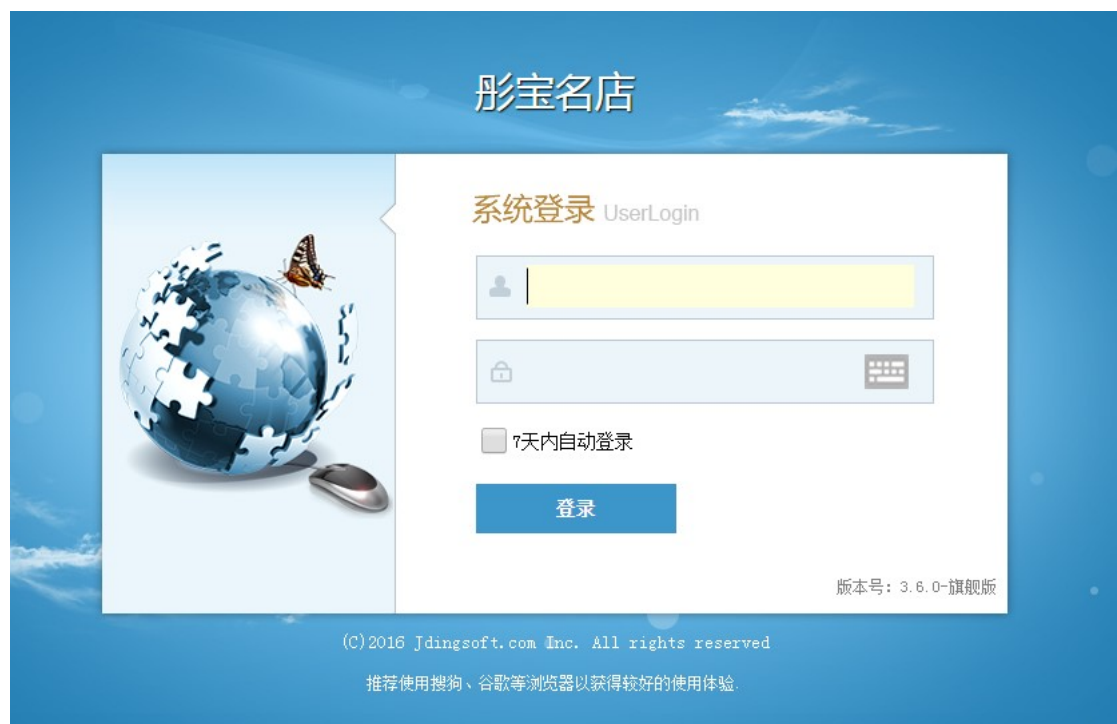 彤宝名店
系统登录 UserLogin
7天内自动登录
登录
版本号：3.6.0-旗舰版
(C)2016 Jdingsoft.com Inc. All rights reserved
推荐使用搜狗、谷歌等浏览器以获得较好的使用体验.